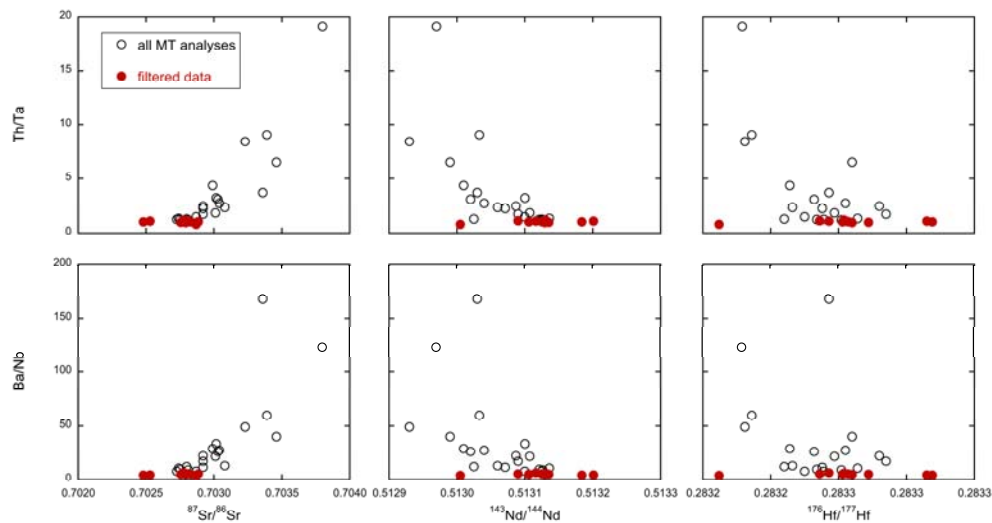 20
15
10
5
0
Th/Ta
all MT analyses
filtered data
200
150
100
50
0
Ba/Nb
0.7020 0.7025 0.7030 0.7035 0.7040
0.5129 0.5130 0.5131 0.5132 0.5133
0.2832 0.2832 0.2833 0.2833 0.2833
87Sr/86Sr
143Nd/144Nd
176Hf/177Hf